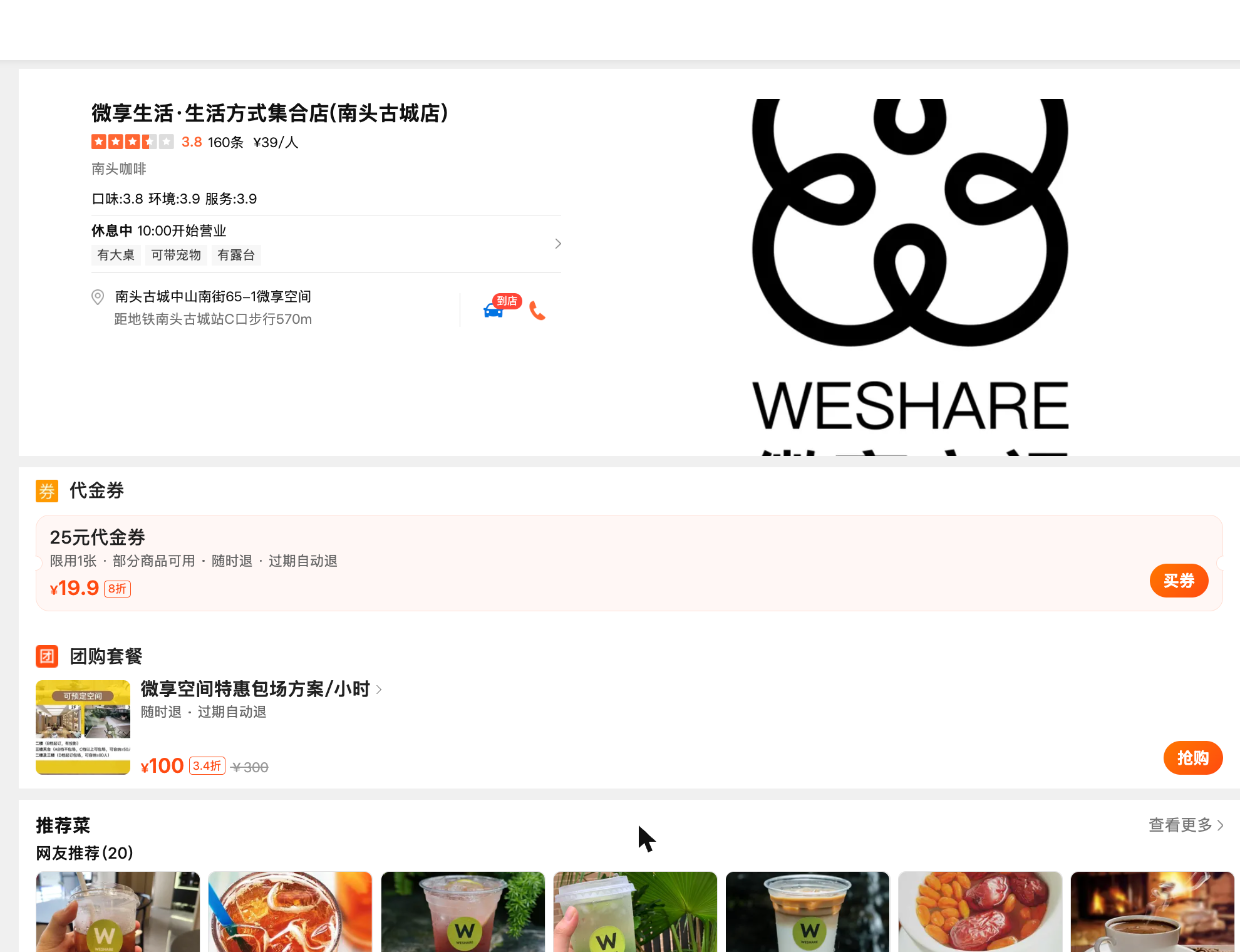 微享生活·生活方式集合店(南头古城店)
3.8 160条 ¥39/人
南头咖啡
口味:3.8 环境:3.9 服务:3.9
休息中 10:00开始营业
有大桌 可带宠物 有露台
南头古城中山南街65-1微享空间
到店
距地铁南头古城站C口步行570m
WESHARE
券 代金券
25元代金券
限用1张 · 部分商品可用 · 随时退 · 过期自动退
¥19.9 8折
买券
团 团购套餐
可预定空间
微享空间特惠包场方案/小时
随时退 · 过期自动退
¥100 3.4折 ¥300
抢购
推荐菜
查看更多
网友推荐(20)
W
W
WESHARE
W
W
WESHARE